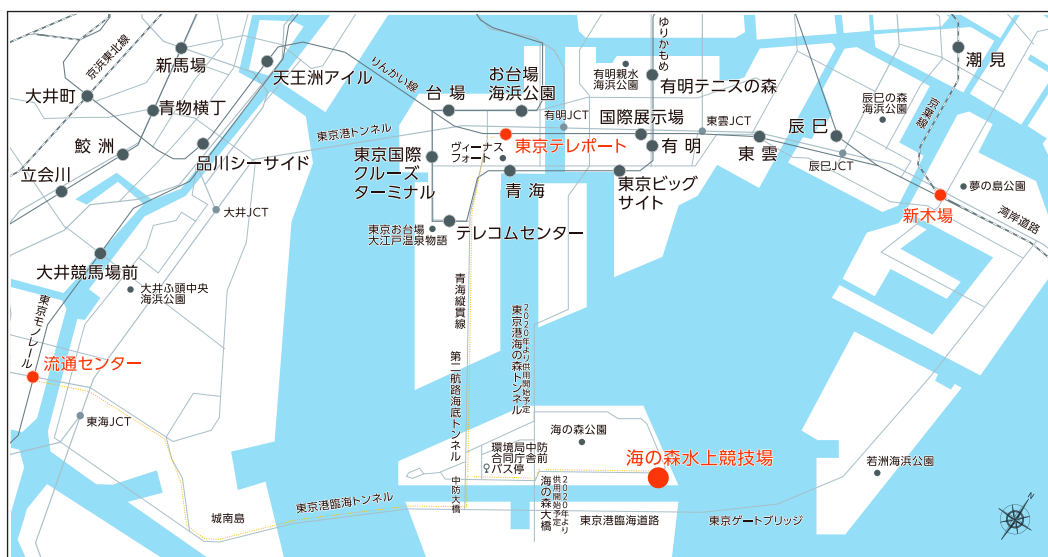 京浜東北線
新馬場
大井町
天王洲アイル
青物横丁
鮫洲
立会川
品川シーサイド
大井JCT
大井競馬場前
大井ふ頭中央
海浜公園
東京モノレール
流通センター
東海JCT
城南島
りんかい線
東京港トンネル
台場
お台場
海浜公園
東京テレポート
ヴィーナス
フォート
東京国際
クルーズ
ターミナル
青海
東京お台場
大江戸温泉物語
テレコムセンター
ゆりかもめ
有明親水
海浜公園
有明テニスの森
有明JCT
国際展示場
有明
東京ビッグ
サイト
東雲JCT
東雲
辰巳
辰巳の森
海浜公園
辰巳JCT
潮見
京葉線
夢の島公園
新木場
湾岸道路
青海縦貫線
第二航路海底トンネル
中防大橋
2020年より供用開始予定
東京港海の森トンネル
環境局中防
合同庁舎前
バス停
海の森公園
海の森水上競技場
2020年より
供用開始予定
海の森大橋
東京港臨海トンネル
東京港臨海道路
東京ゲートブリッジ
若洲海浜公園
N